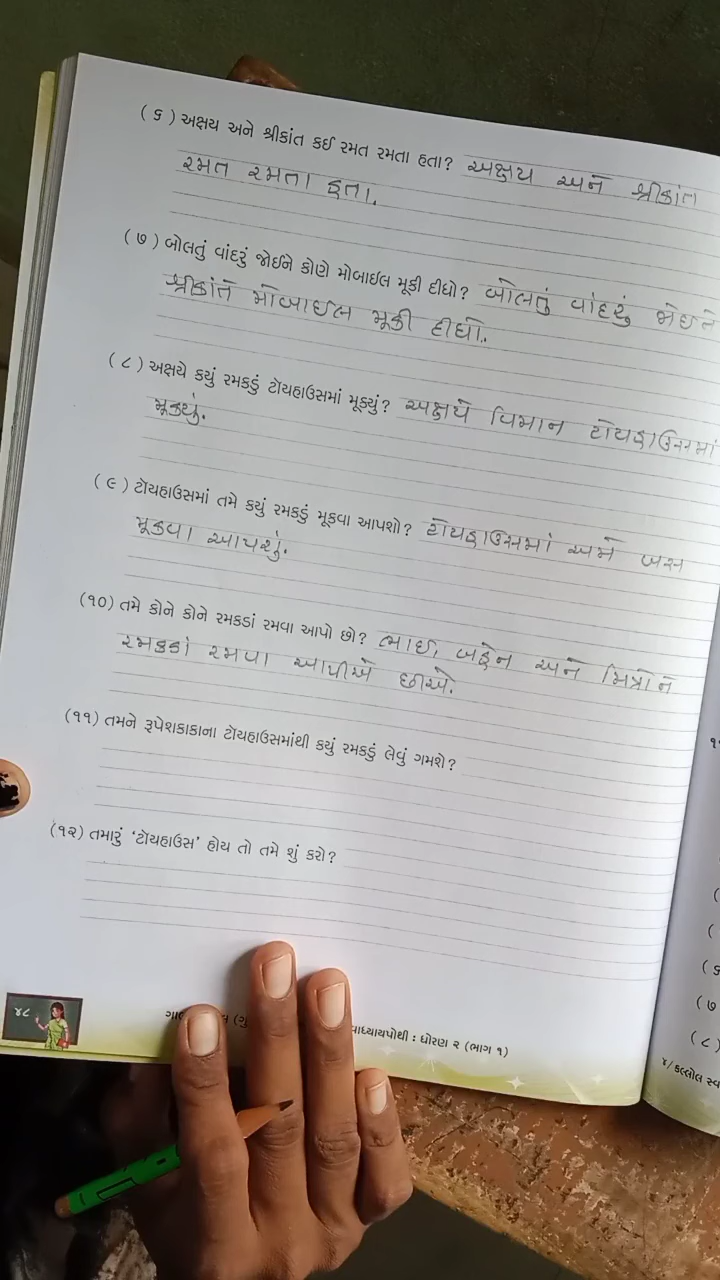 (૬) અક્ષય અને શ્રીકાંત કઈ રમત રમતા હતા? અક્ષય અને શ્રીકાંત
રમત રમતા હતા.
(૭) બોલતું વાંદરું જોઈને કોણે મોબાઈલ મૂકી દીધો? બોલતું વાંદરું જોઈને
શ્રીકાંતે મોબાઈલ મૂકી દીધો.
(૮) અક્ષયે કયું રમકડું ટૉયહાઉસમાં મૂક્યું? અક્ષયે વિમાન ટોયહાઉસમાં
મૂક્યું.
(૯) ટૉયહાઉસમાં તમે કયું રમકડું મૂકવા આપશો? ટોયહાઉસમાં અમે બસ
મૂકવા આપશું.
(૧૦) તમે કોને કોને રમકડાં રમવા આપો છો? ભાઈ, બહેન અને મિત્રોને
રમકડાં રમવા આપીએ છીએ.
(૧૧) તમને રૂપેશકાકાના ટૉયહાઉસમાંથી કયું રમકડું લેવું ગમશે?
(૧૨) તમારું ‘ટૉયહાઉસ’ હોય તો તમે શું કરો?
૪૮
ધોરણ ૨ (ભાગ ૧)
(૭
(૮)
૪/કલ્લોલ